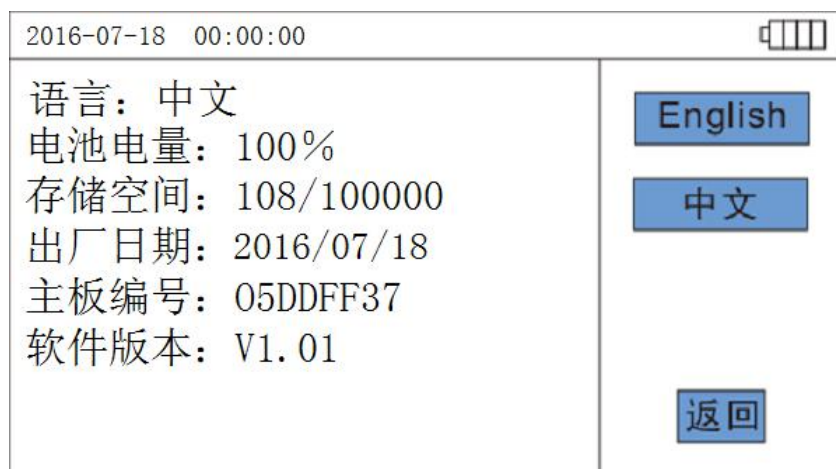 2016-07-18 00:00:00
语言：中文
电池电量：100%
存储空间：108/100000
出厂日期：2016/07/18
主板编号：05DDFF37
软件版本：V1.01
English
中文
返回